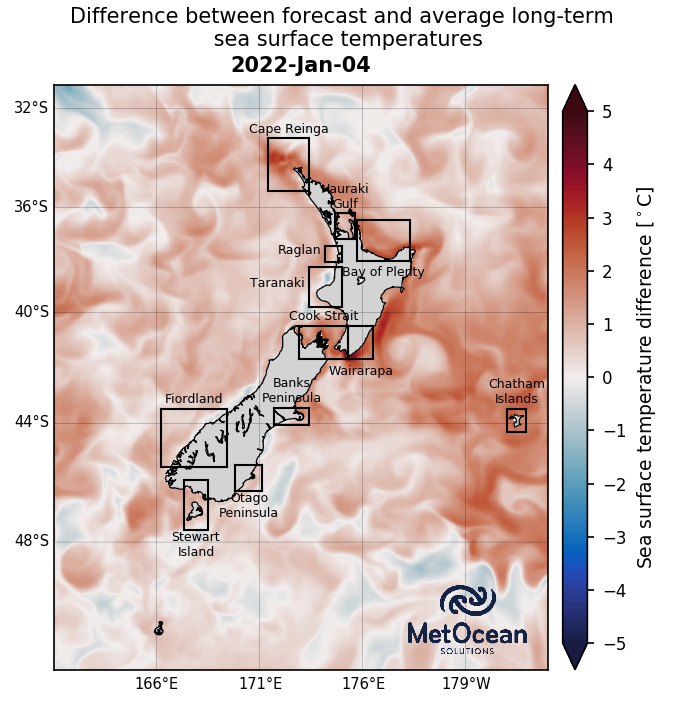 Difference between forecast and average long-term
sea surface temperatures
2022-Jan-04
32°S
36°S
40°S
44°S
48°S
Cape Reinga
Hauraki
Gulf
Raglan
Bay of Plenty
Taranaki
Cook Strait
Wairarapa
Banks
Peninsula
Fiordland
Chatham
Islands
Otago
Peninsula
Stewart
Island
MetOcean
SOLUTIONS
166°E
171°E
176°E
179°W
5
4
3
2
1
0
−1
−2
−3
−4
−5
Sea surface temperature difference [°C]